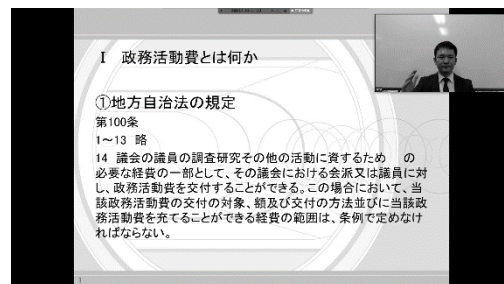 Ⅰ　政務活動費とは何か
①地方自治法の規定
第100条
1～13　略
14　議会の議員の調査研究その他の活動に資するため　の
必要な経費の一部として、その議会における会派又は議員に対
し、政務活動費を交付することができる。この場合において、当
該政務活動費の交付の対象、額及び交付の方法並びに当該政
務活動費を充てることができる経費の範囲は、条例で定めなけ
ればならない。
1